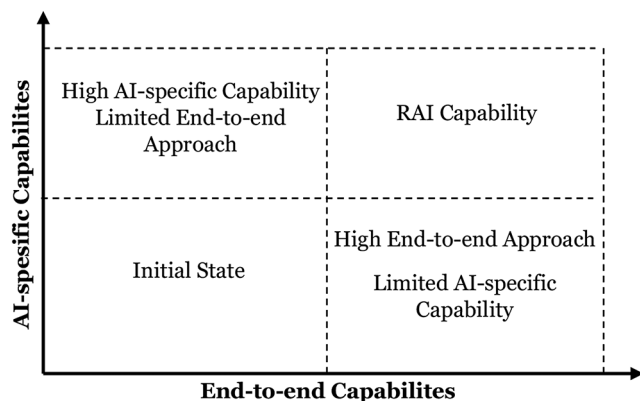 AI-spesific Capabilites
High AI-specific Capability
Limited End-to-end
Approach
RAI Capability
Initial State
High End-to-end Approach
Limited AI-specific
Capability
End-to-end Capabilites